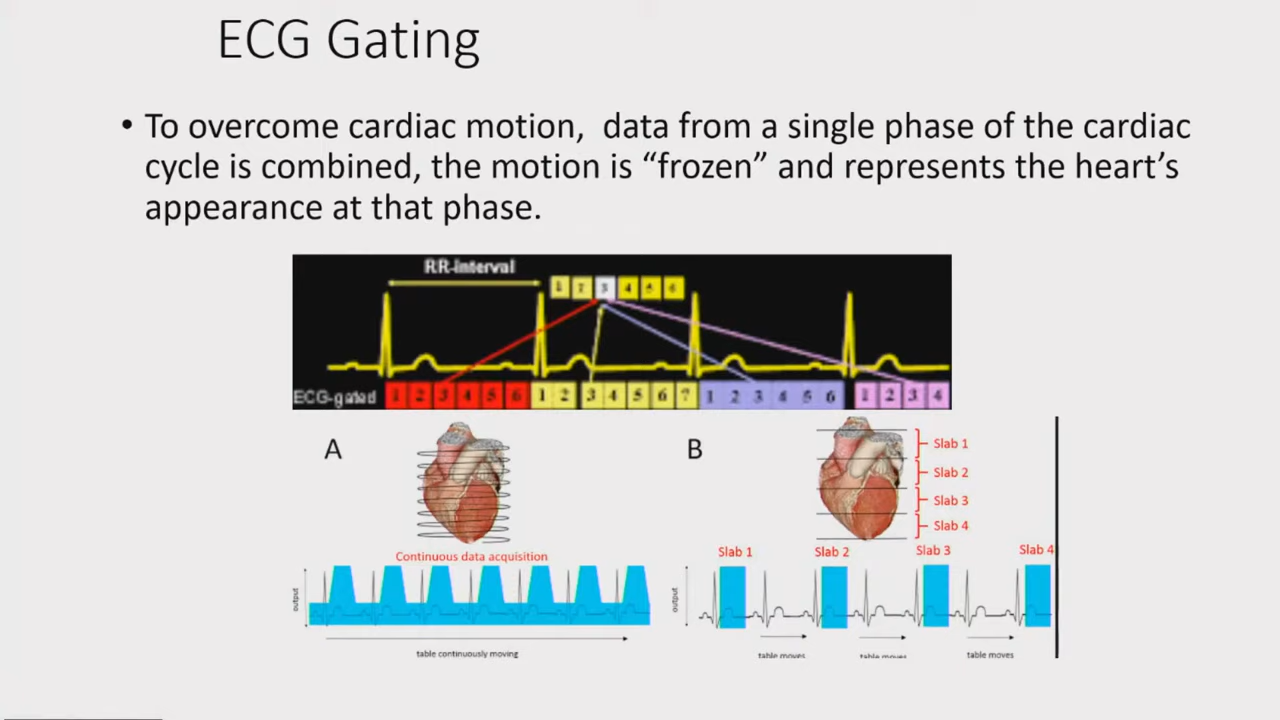 ECG Gating
• To overcome cardiac motion, data from a single phase of the cardiac
cycle is combined, the motion is “frozen” and represents the heart’s
appearance at that phase.
RR-interval
1 2 3 4 5 6
ECG-gated 1 2 3 4 5 6 1 2 3 4 5 6 7 1 2 3 4 5 6 1 2 3 4
A
B
Slab 1
Slab 2
Slab 3
Slab 4
Continuous data acquisition
output
table continuously moving
Slab 1 Slab 2 Slab 3 Slab 4
output
table moves table moves table moves